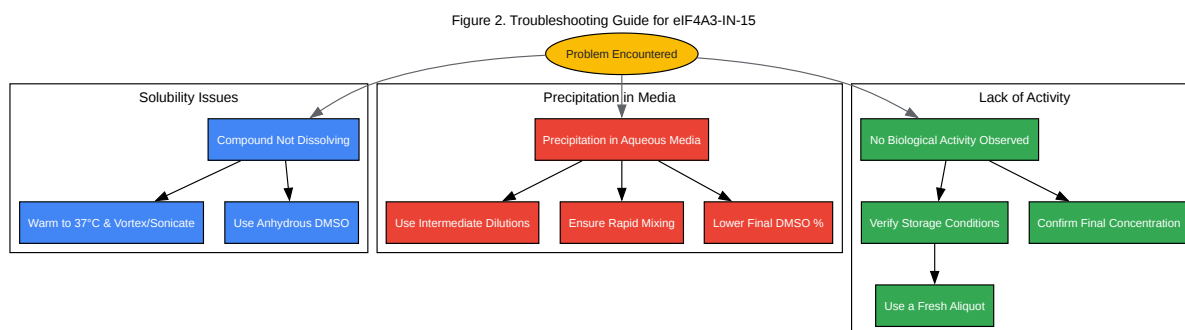 Figure 2. Troubleshooting Guide for eIF4A3-IN-15
Problem Encountered
Solubility Issues
Precipitation in Media
Lack of Activity
Compound Not Dissolving
Precipitation in Aqueous Media
No Biological Activity Observed
Warm to 37°C & Vortex/Sonicate
Use Anhydrous DMSO
Use Intermediate Dilutions
Ensure Rapid Mixing
Lower Final DMSO %
Verify Storage Conditions
Confirm Final Concentration
Use a Fresh Aliquot